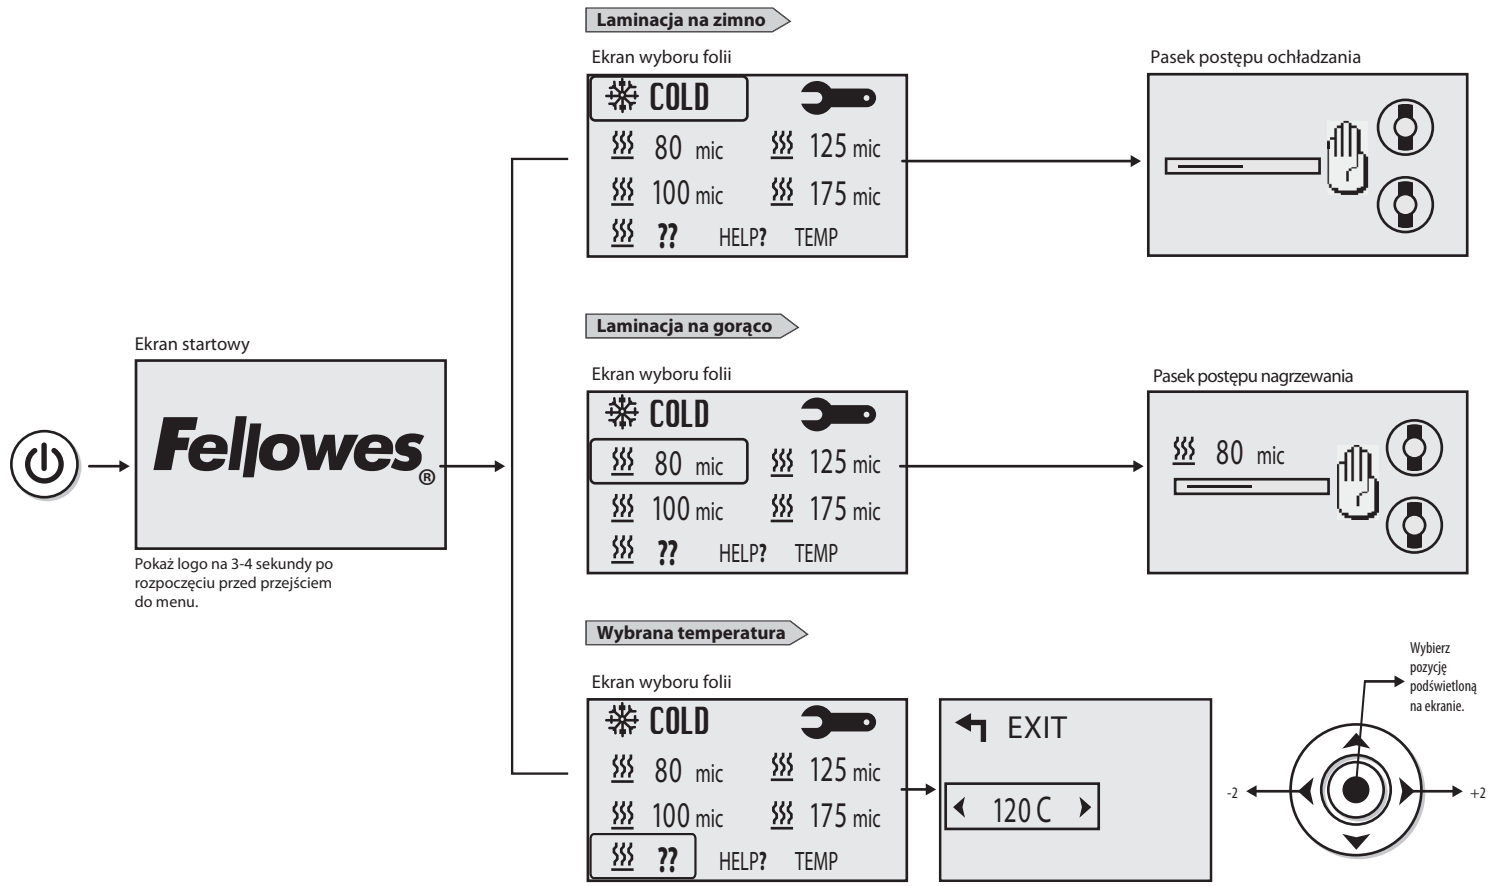 Laminacja na zimno
Ekran wyboru folii
COLD
80 mic
125 mic
100 mic
175 mic
??
HELP?
TEMP
Pasek postępu ochładzania
Ekran startowy
Fellowes®
Pokaż logo na 3-4 sekundy po
rozpoczęciu przed przejściem
do menu.
Laminacja na gorąco
Ekran wyboru folii
COLD
80 mic
125 mic
100 mic
175 mic
??
HELP?
TEMP
Pasek postępu nagrzewania
80 mic
Wybrana temperatura
Ekran wyboru folii
COLD
80 mic
125 mic
100 mic
175 mic
??
HELP?
TEMP
EXIT
120 C
Wybierz
pozycję
podświetloną
na ekranie.
-2
+2